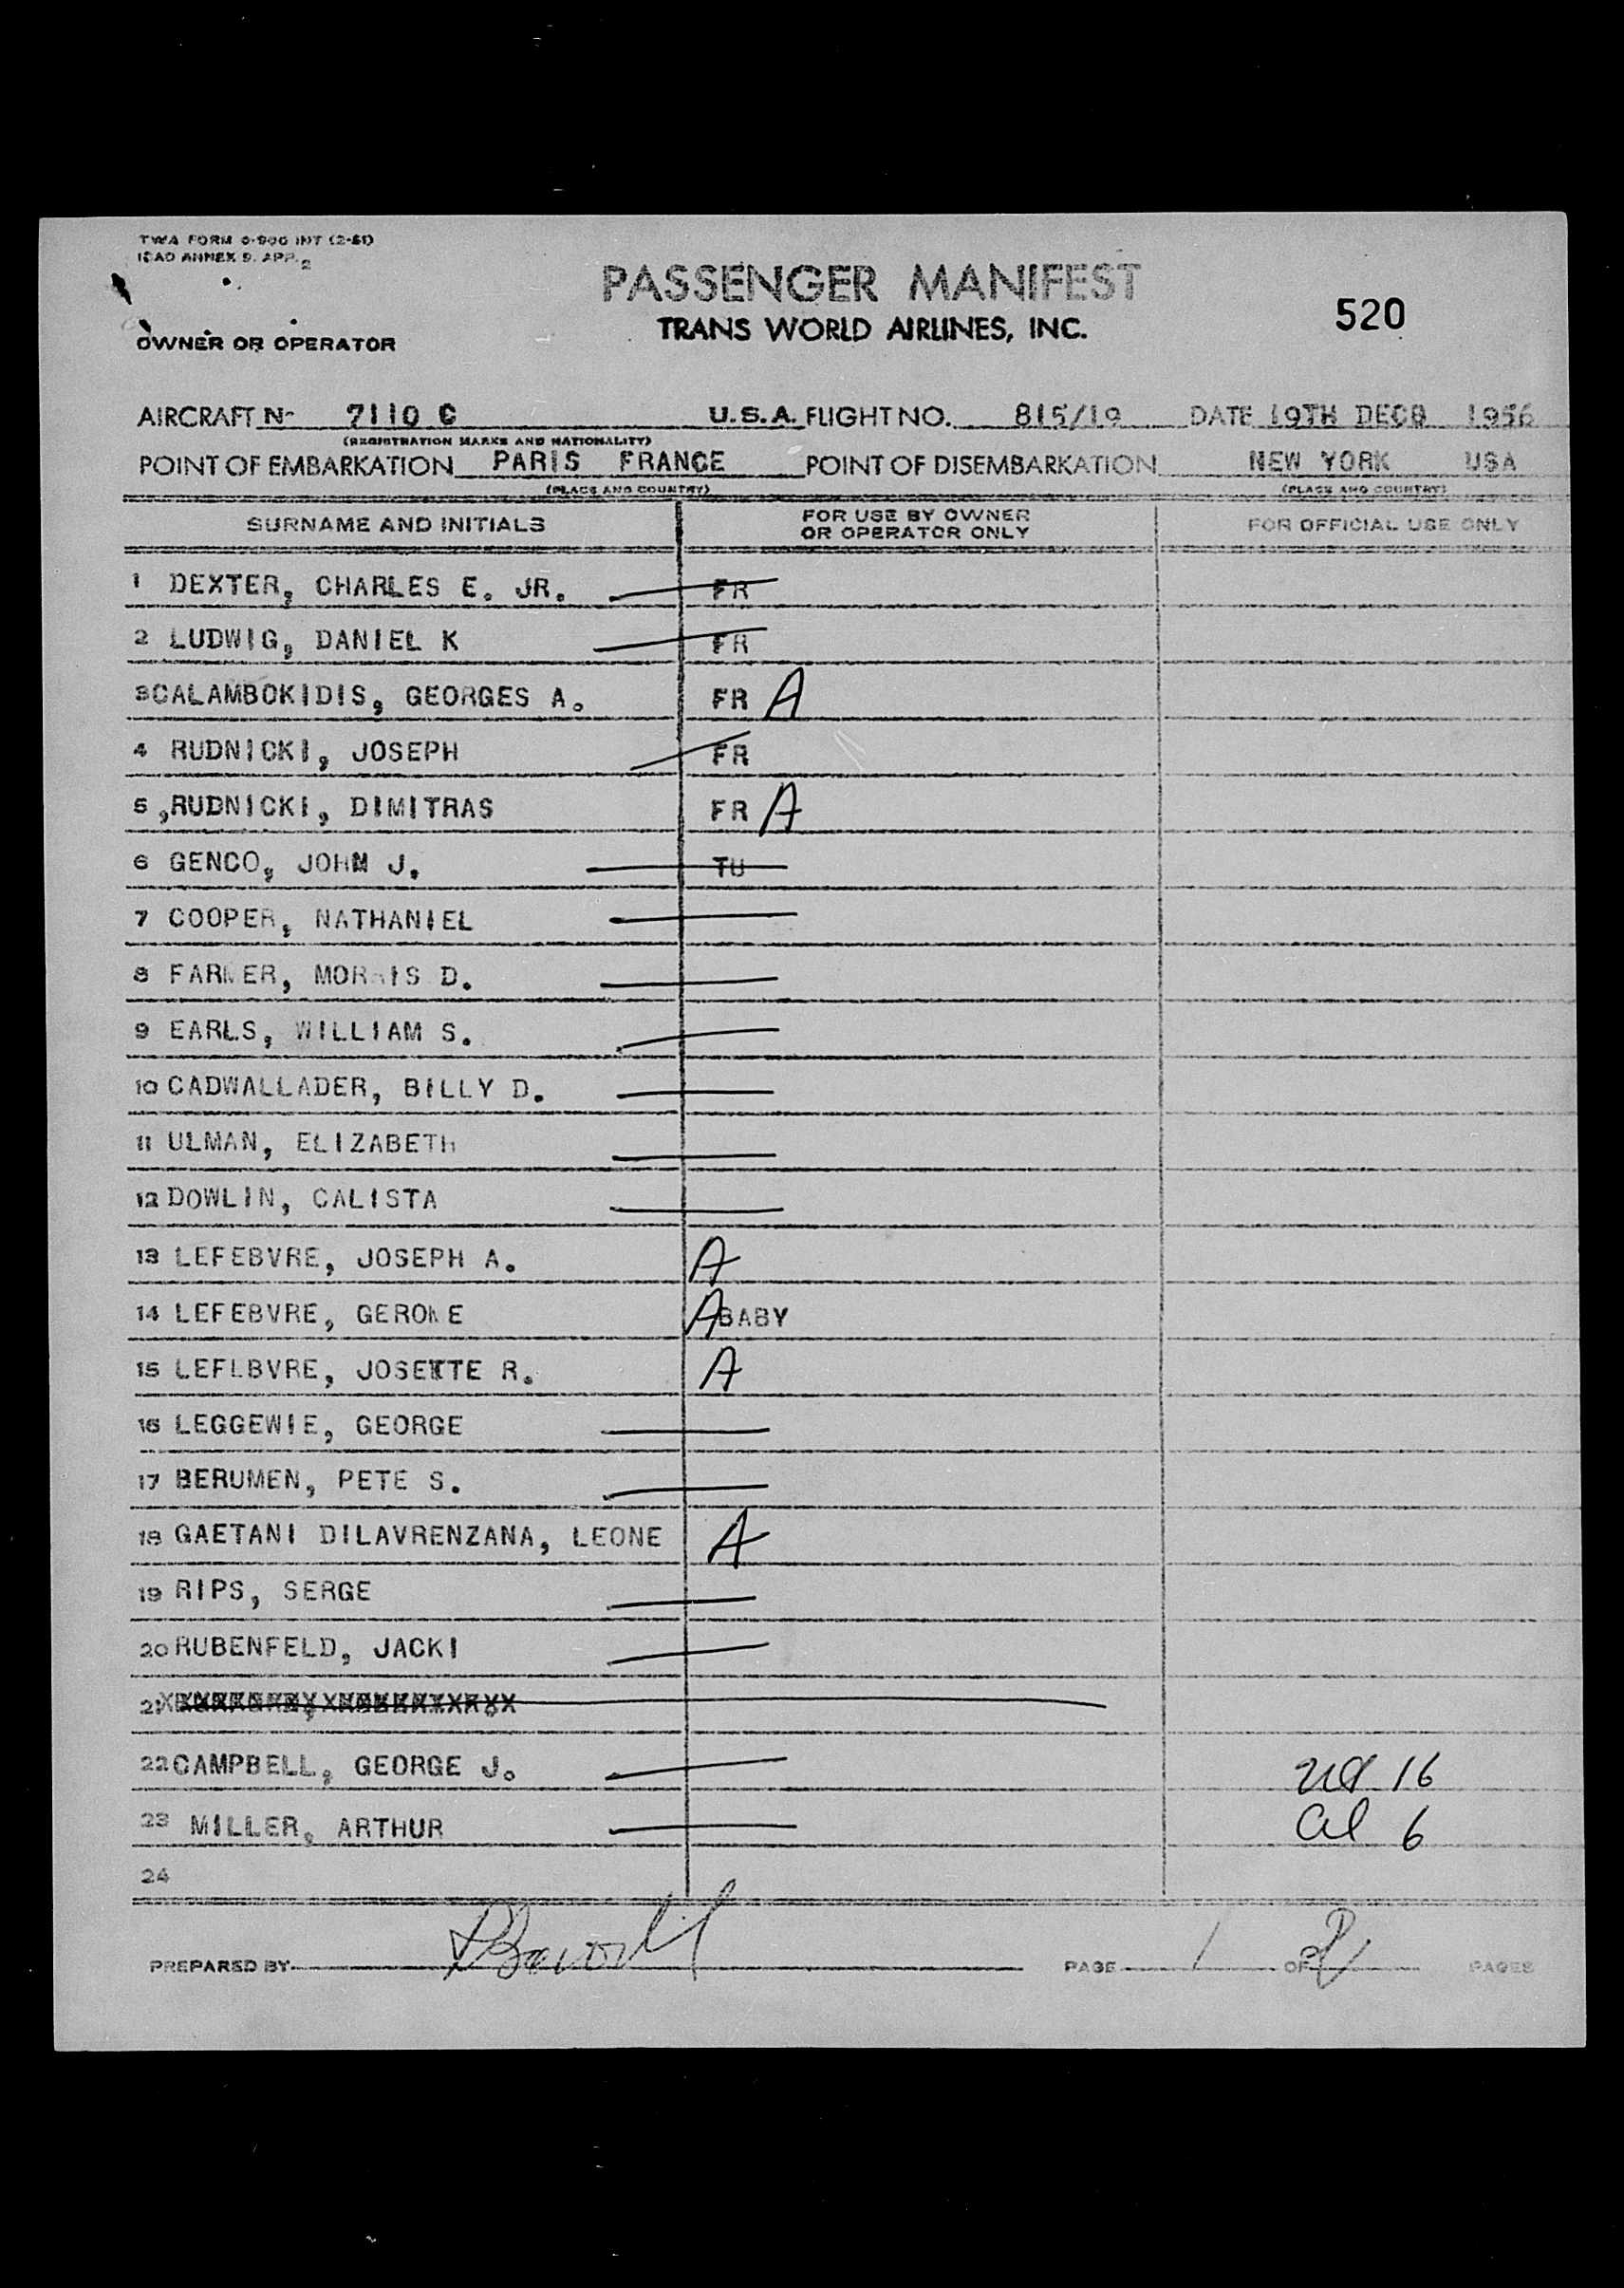 TWA FORM 0-900 INT (2-51)
ICAO ANNEX 9. APP. 2
PASSENGER MANIFEST
520
TRANS WORLD AIRLINES, INC.
OWNER OR OPERATOR
AIRCRAFT N- 7110 C U.S.A. FLIGHT NO. 815/19 DATE 19TH DECB 1956
(REGISTRATION MARKS AND NATIONALITY)
POINT OF EMBARKATION PARIS FRANCE POINT OF DISEMBARKATION NEW YORK USA
(PLACE AND COUNTRY) (PLACE AND COUNTRY)
SURNAME AND INITIALS FOR USE BY OWNER OR OPERATOR ONLY FOR OFFICIAL USE ONLY
1 DEXTER, CHARLES E. JR. FR
2 LUDWIG, DANIEL K FR
3 CALAMBOKIDIS, GEORGES A. FR A
4 RUDNICKI, JOSEPH FR
5 ,RUDNICKI, DIMITRAS FR A
6 GENCO, JOHN J. TU
7 COOPER, NATHANIEL
8 FARMER, MORRIS D.
9 EARLS, WILLIAM S.
10 CADWALLADER, BILLY D.
11 ULMAN, ELIZABETH
12 DOWLIN, CALISTA
13 LEFEBVRE, JOSEPH A. A
14 LEFEBVRE, GEROME A BABY
15 LEFEBVRE, JOSETTE R. A
16 LEGGEWIE, GEORGE
17 BERUMEN, PETE S.
18 GAETANI DILAVRENZANA, LEONE A
19 RIPS, SERGE
20 RUBENFELD, JACKI
21
22 CAMPBELL, GEORGE J. 16
23 MILLER, ARTHUR al 6
24
PREPARED BY PAGE 1 OF 2 PAGES